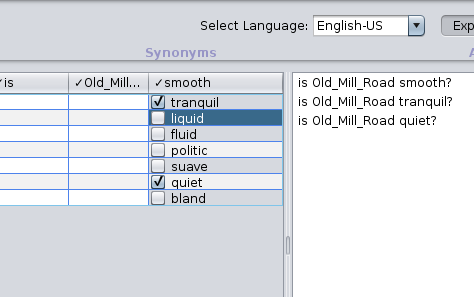 Select Language: English-US Exp
Synonyms
✓is ✓Old_Mill... ✓smooth
tranquil
liquid
fluid
politic
suave
quiet
bland
is Old_Mill_Road smooth?
is Old_Mill_Road tranquil?
is Old_Mill_Road quiet?